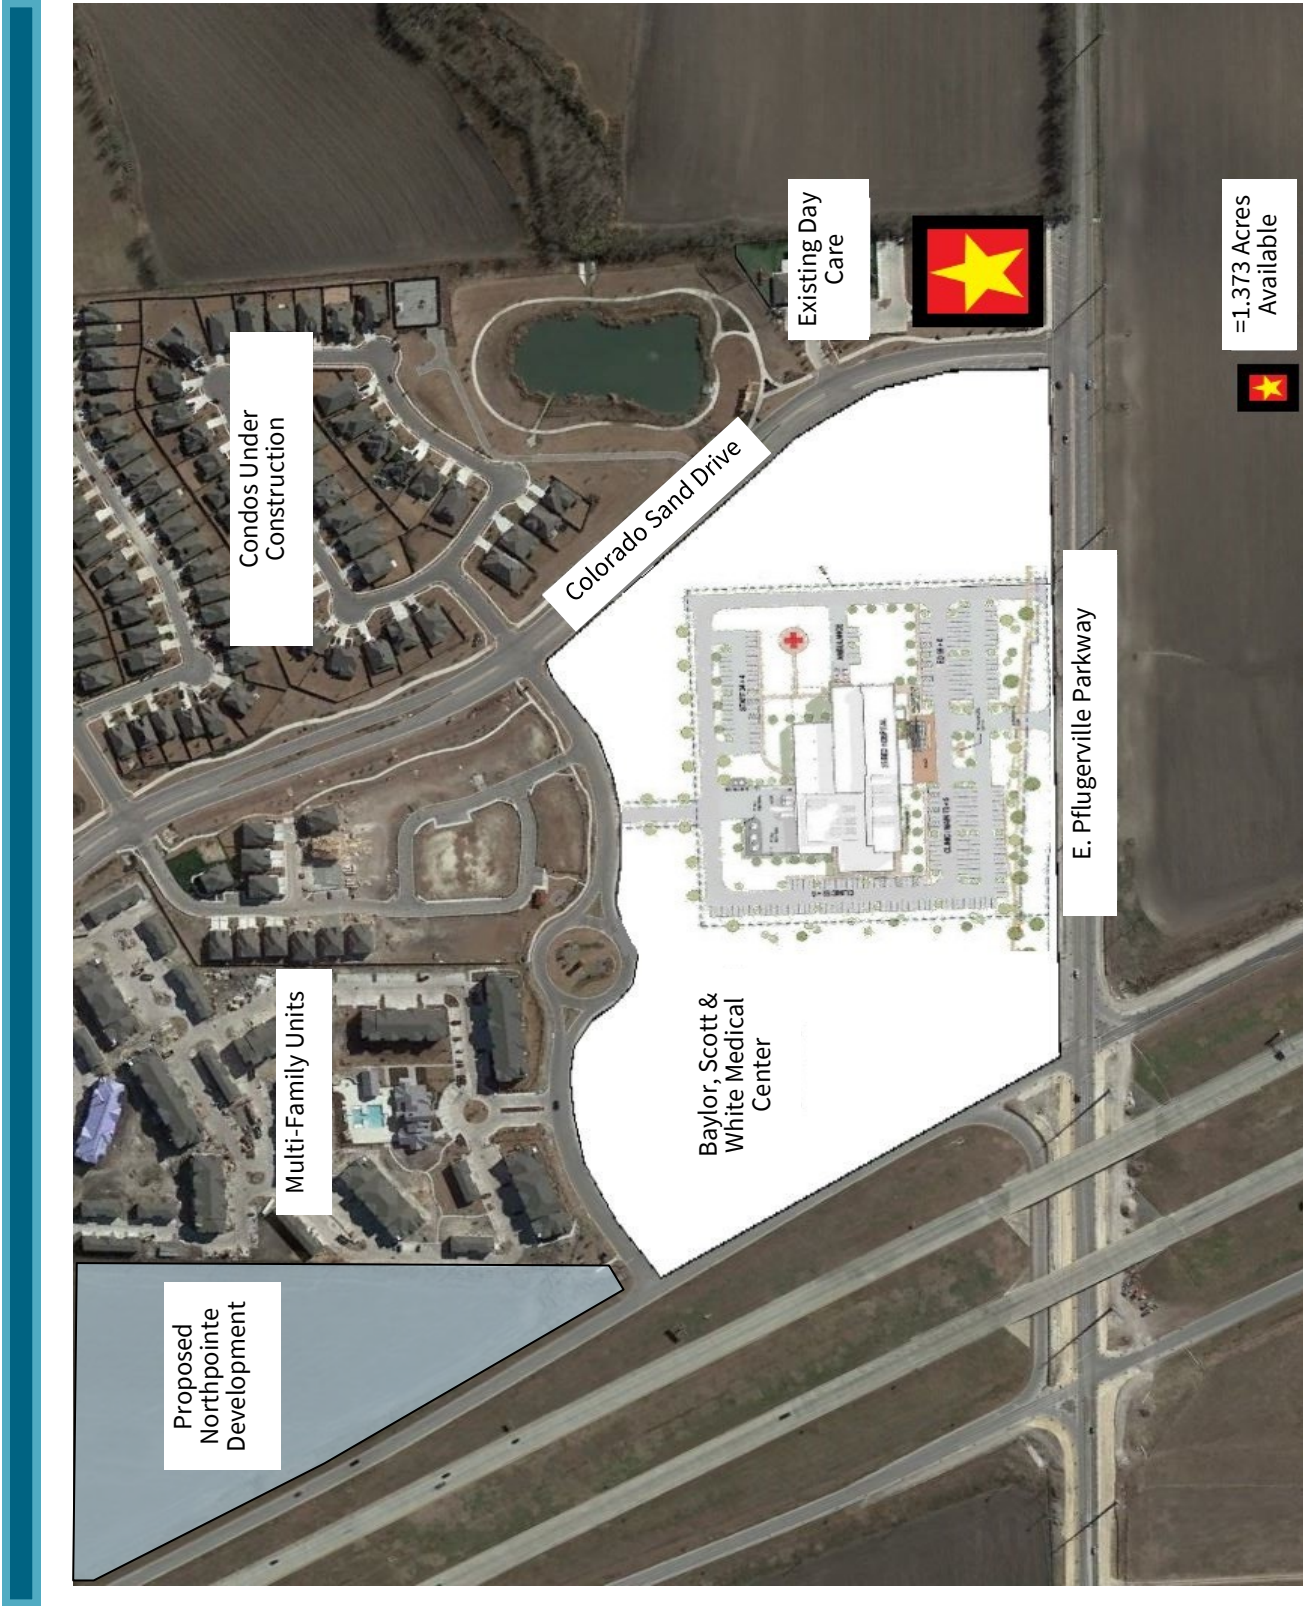 Proposed
Northpointe
Development
Multi-Family Units
Condos Under
Construction
Colorado Sand Drive
Existing Day
Care
Baylor, Scott &
White Medical
Center
E. Pflugerville Parkway
=1.373 Acres
Available